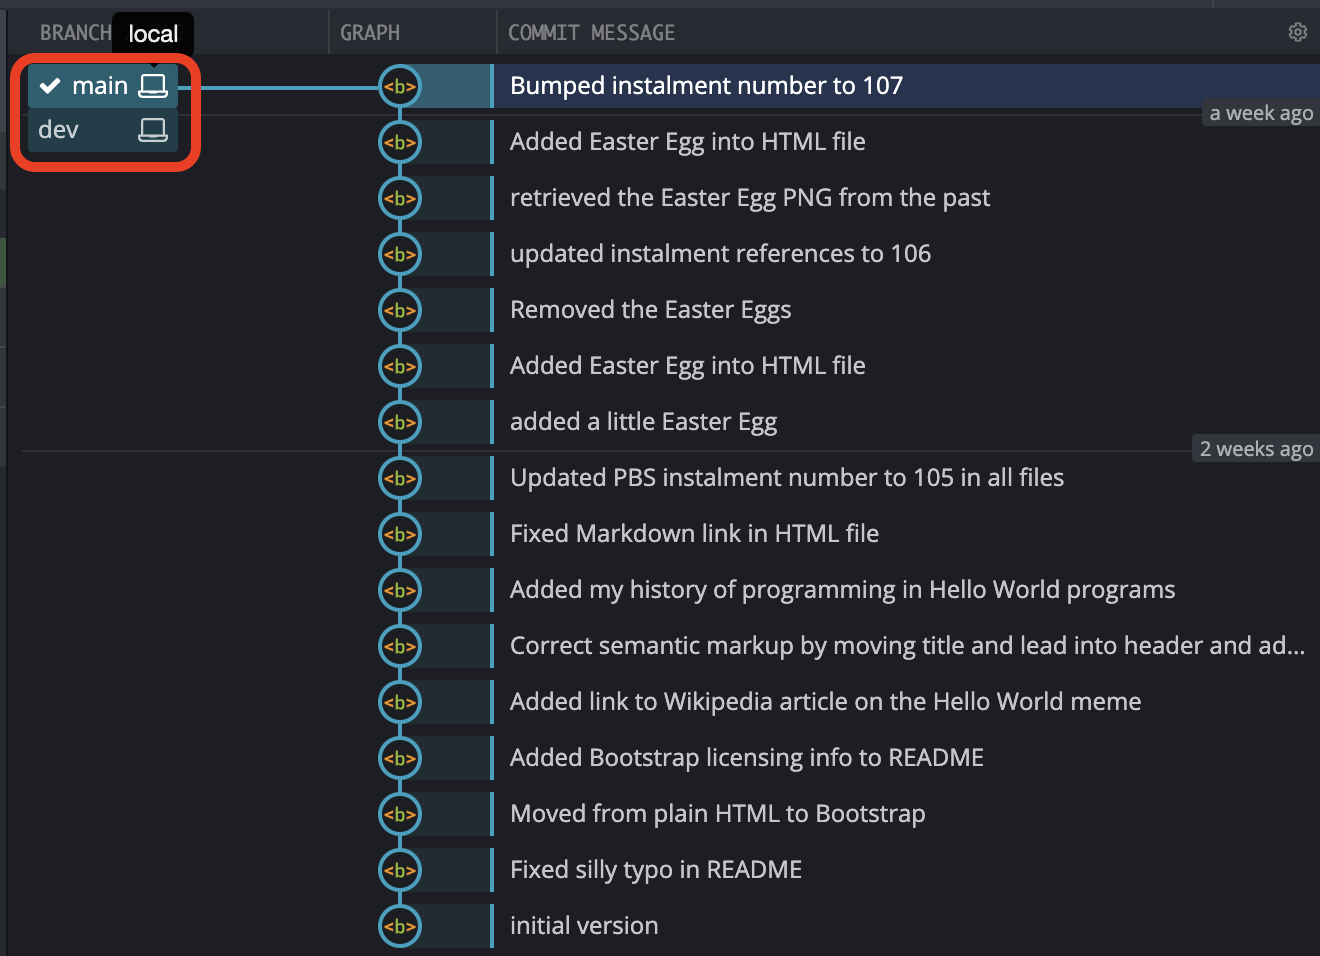 BRANCH
local
GRAPH
COMMIT MESSAGE
main
<b>
Bumped instalment number to 107
a week ago
dev
<b>
Added Easter Egg into HTML file
<b>
retrieved the Easter Egg PNG from the past
<b>
updated instalment references to 106
<b>
Removed the Easter Eggs
<b>
Added Easter Egg into HTML file
<b>
added a little Easter Egg
2 weeks ago
<b>
Updated PBS instalment number to 105 in all files
<b>
Fixed Markdown link in HTML file
<b>
Added my history of programming in Hello World programs
<b>
Correct semantic markup by moving title and lead into header and ad...
<b>
Added link to Wikipedia article on the Hello World meme
<b>
Added Bootstrap licensing info to README
<b>
Moved from plain HTML to Bootstrap
<b>
Fixed silly typo in README
<b>
initial version